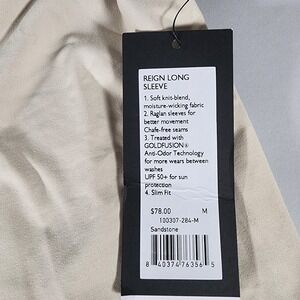 REIGN LONG
SLEEVE
1. Soft knit-blend,
moisture-wicking fabric
2. Raglan sleeves for
better movement
Chafe-free seams
3. Treated with
GOLDFUSION®
Anti-Odor Technology
for more wears between
washes
UPF 50+ for sun
protection
4. Slim Fit
$78.00 M
100307-284-M
Sandstone
8 40374 76356 5